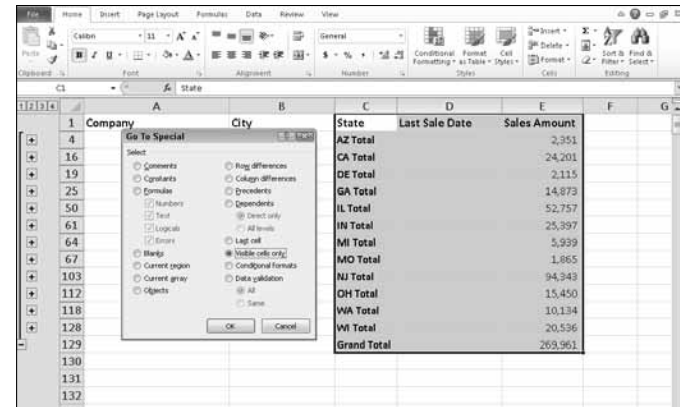 File Home Insert Page Layout Formulas Data Review View
Calibri 11 A A General
Paste B I U A $ % , Conditional Formatting Format as Table Cell Styles Insert Delete Format Sort & Filter Find & Select
Clipboard Font Alignment Number Styles Cells Editing
C1 fx State
1 2 3 4 A B C D E F G
1 Company City State Last Sale Date Sales Amount
4 AZ Total 2,351
16 CA Total 24,201
19 DE Total 2,115
25 GA Total 14,873
50 IL Total 52,757
61 IN Total 25,397
64 MI Total 5,939
67 MO Total 1,865
103 NJ Total 94,343
112 OH Total 15,450
118 WA Total 10,134
128 WI Total 20,536
129 Grand Total 269,961
130
131
132
Go To Special
Select
Comments Row differences
Constants Column differences
Formulas Precedents
Numbers Dependents
Text Direct only
Logicals All levels
Errors Last cell
Blanks Visible cells only
Current region Conditional formats
Current array Data validation
Objects All
Same
OK Cancel